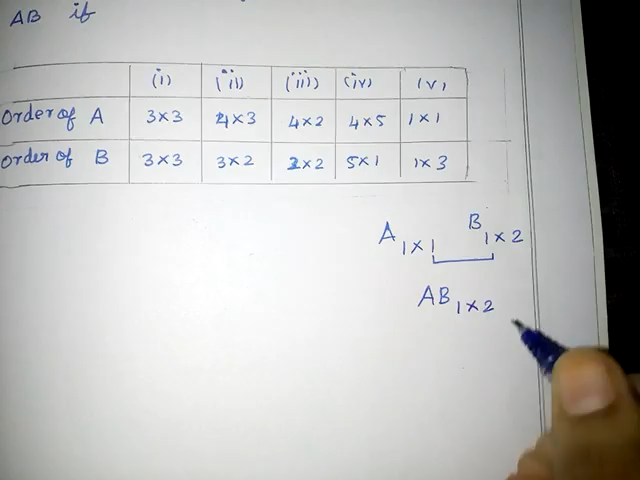 AB if
(i) (ii) (iii) (iv) (v)
Order of A 3×3 4×3 4×2 4×5 1×1
Order of B 3×3 3×2 2×2 5×1 1×3
A 1×1 B 1×2
AB 1×2